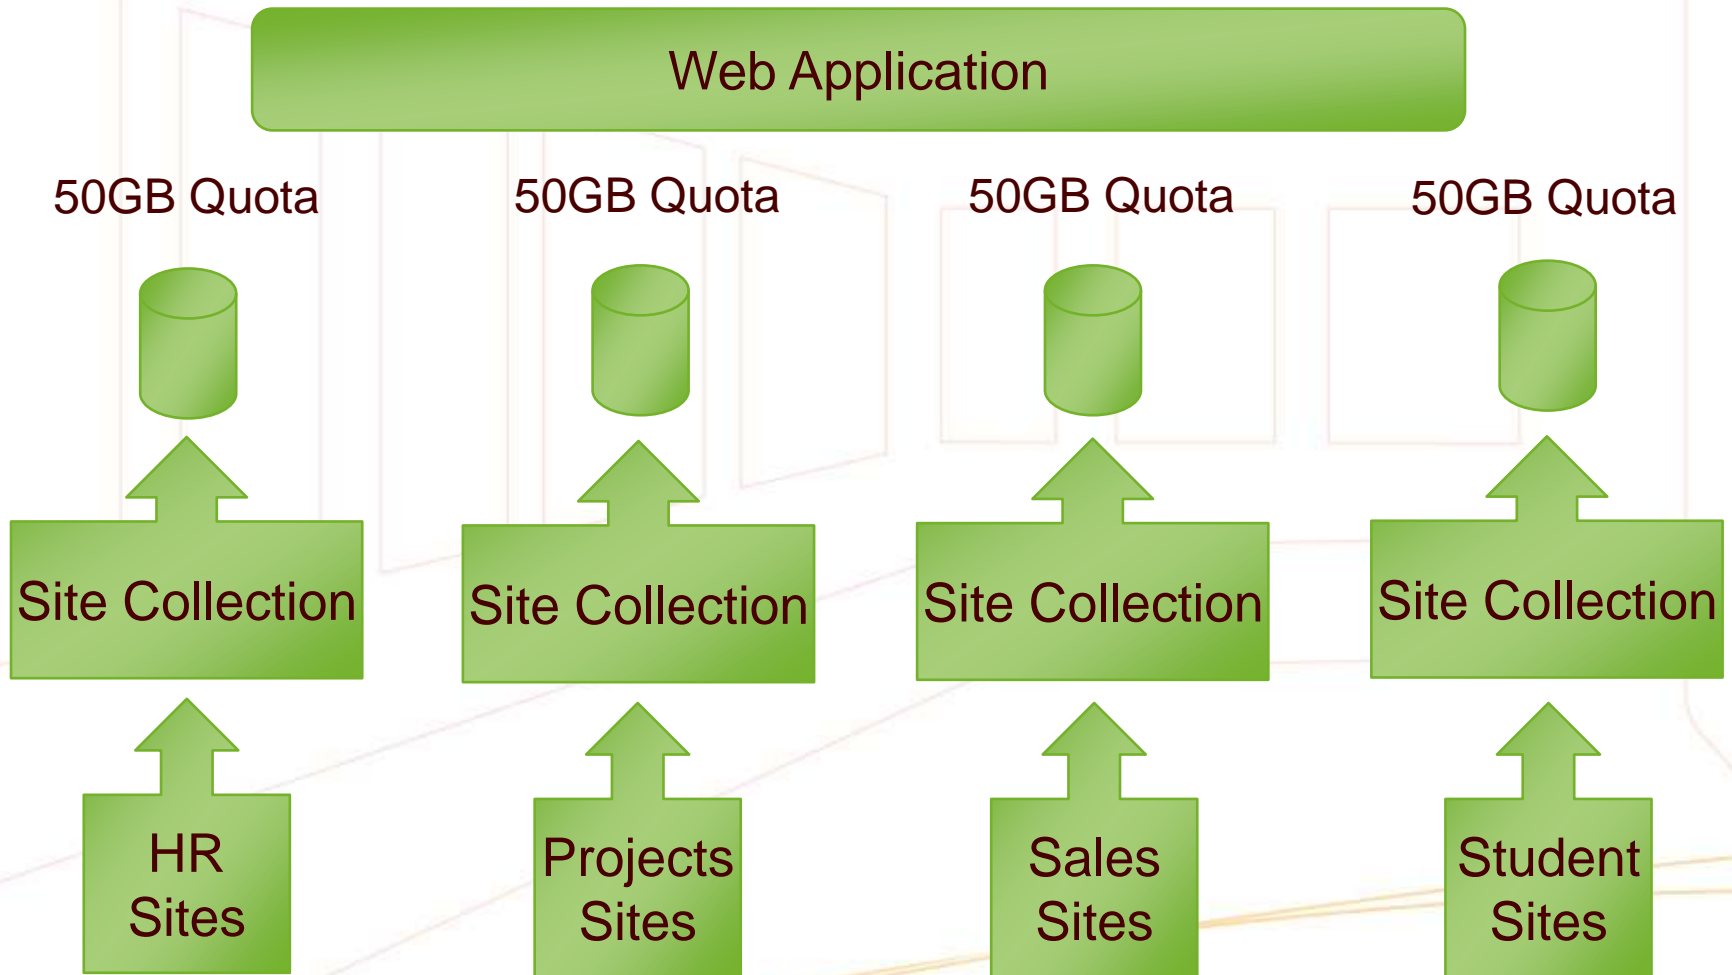 Web Application
50GB Quota
50GB Quota
50GB Quota
50GB Quota
Site Collection
Site Collection
Site Collection
Site Collection
HR
Sites
Projects
Sites
Sales
Sites
Student
Sites